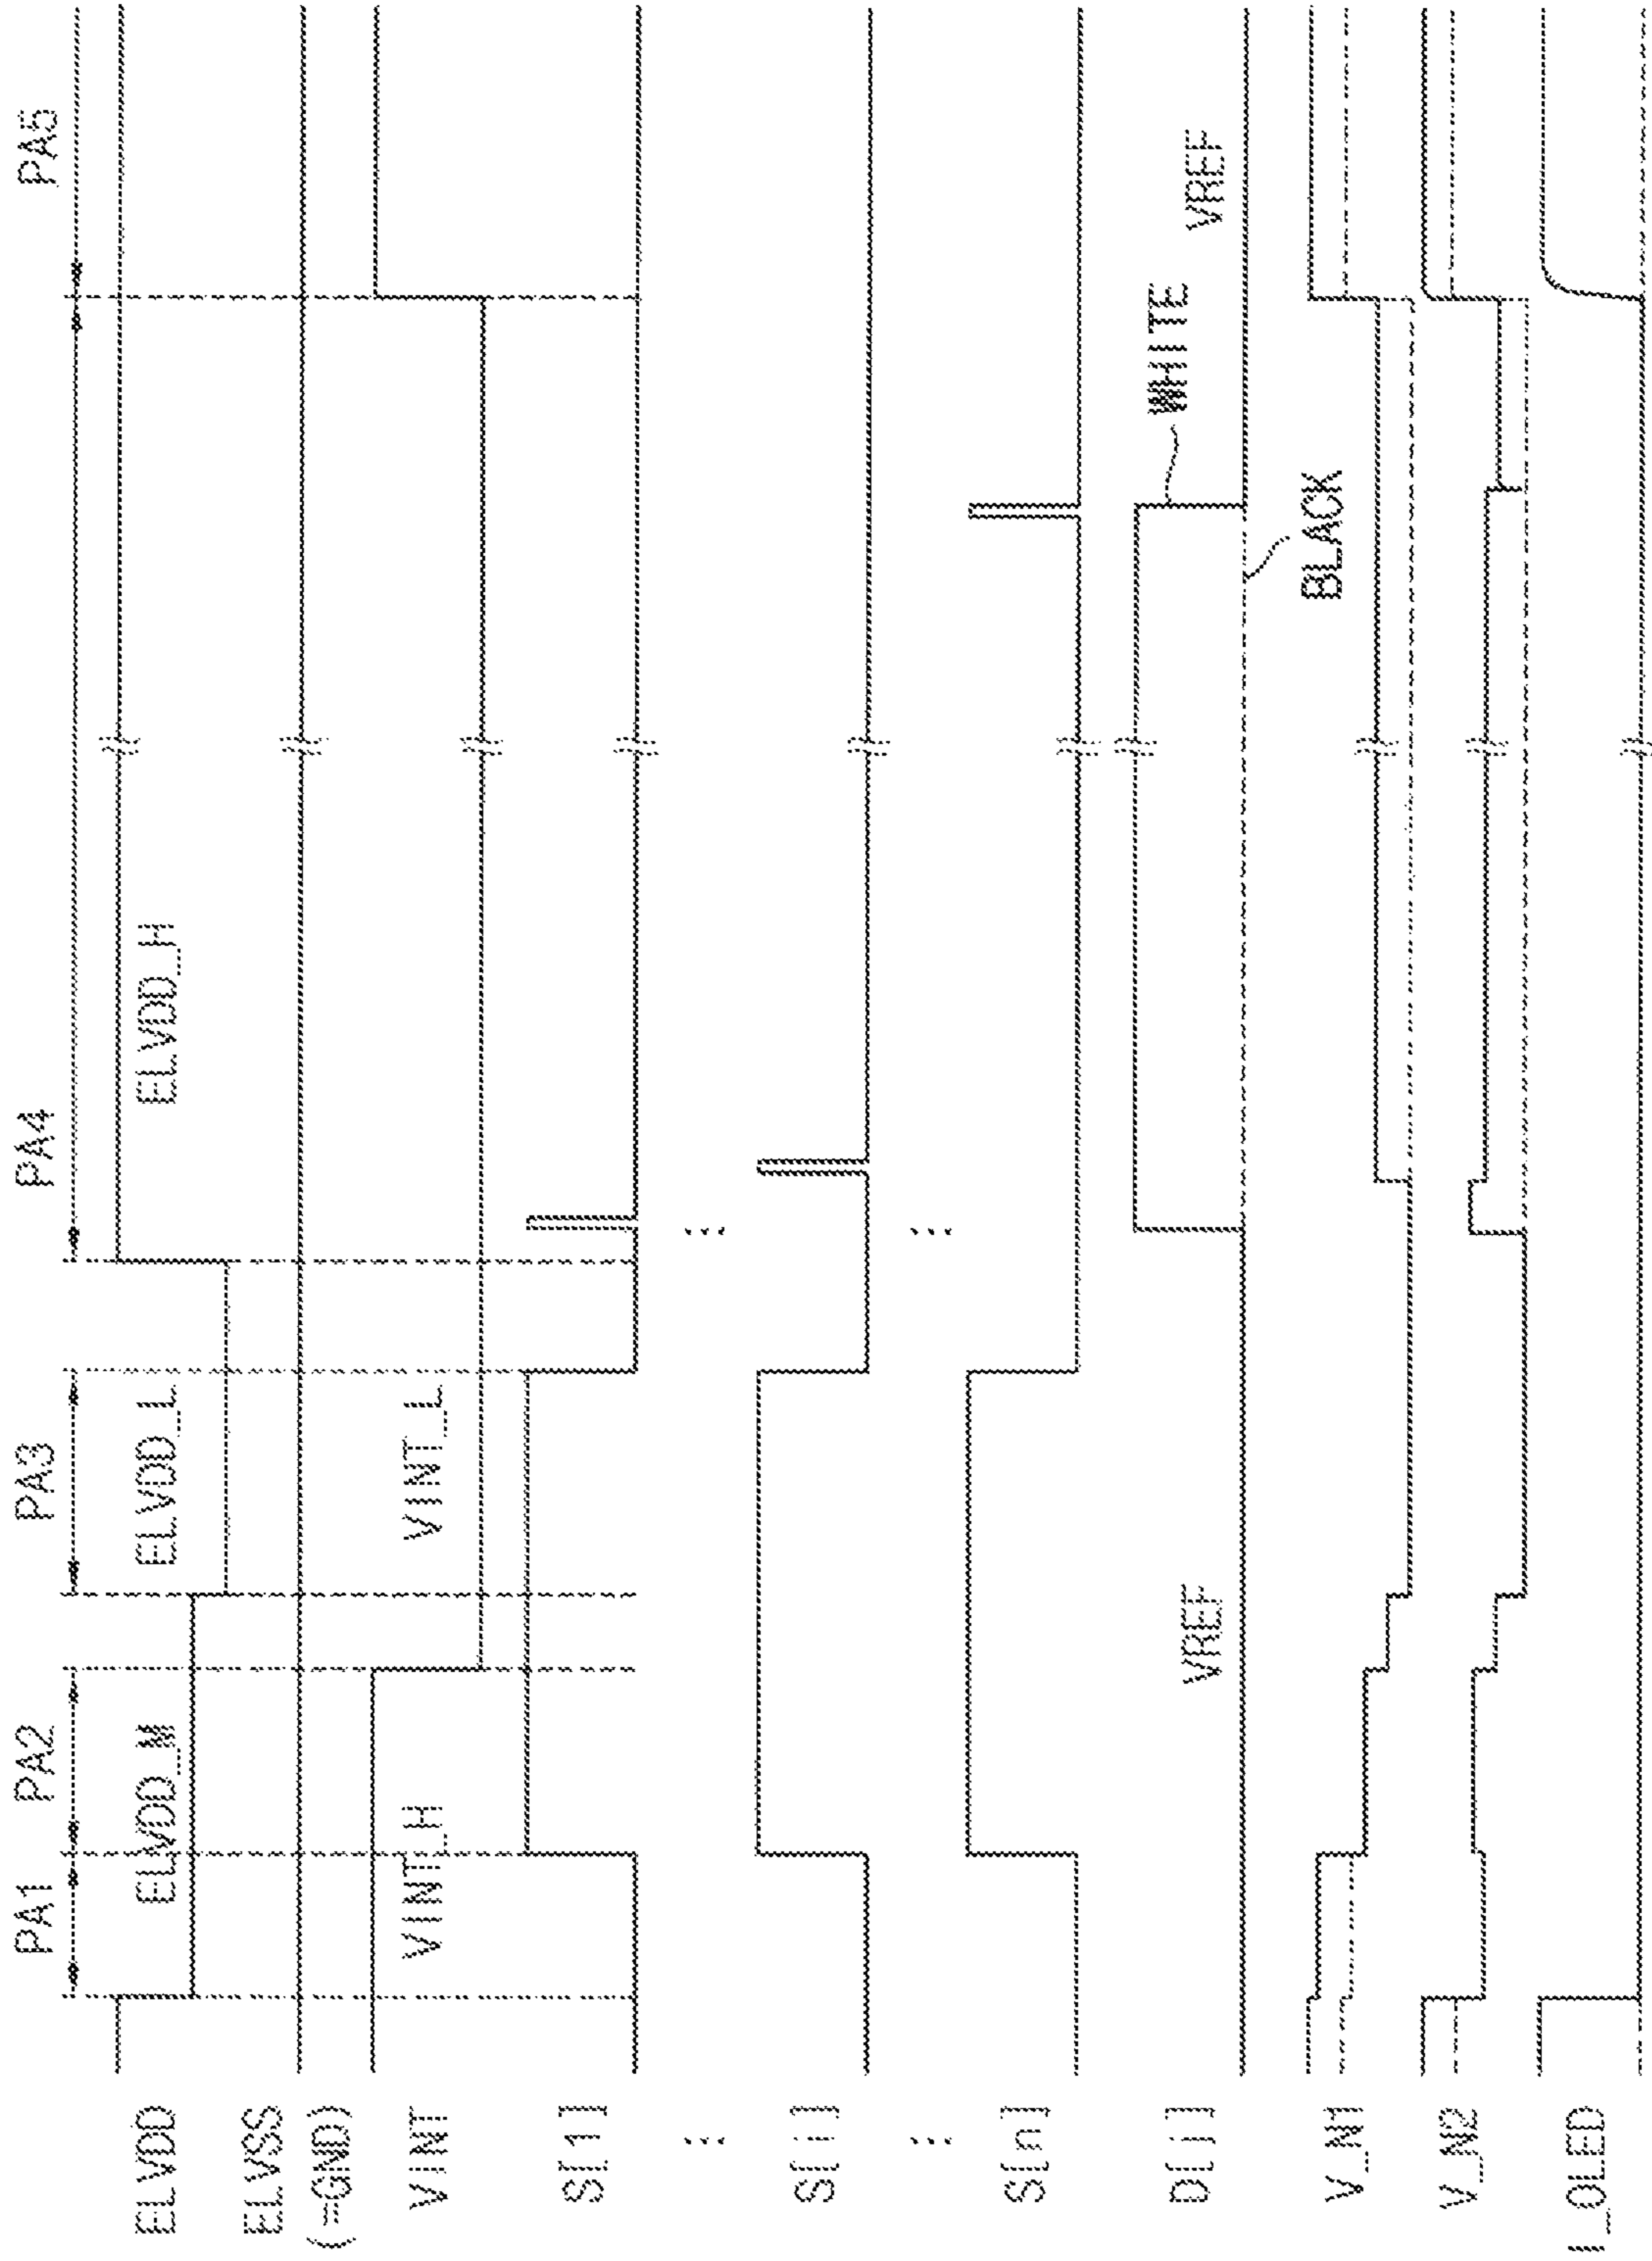 PA1 PA2 PA3 PA4 PA5
ELVDD ELVDD_M ELVDD_L ELVDD_H
ELVSS
(=GND)
VINT VINT_H VINT_L
S[1]
⋮ ⋮
S[i]
⋮ ⋮
S[n]
D[j] VREF WHITE VREF
BLACK
V_N1
V_N2
I_OLED